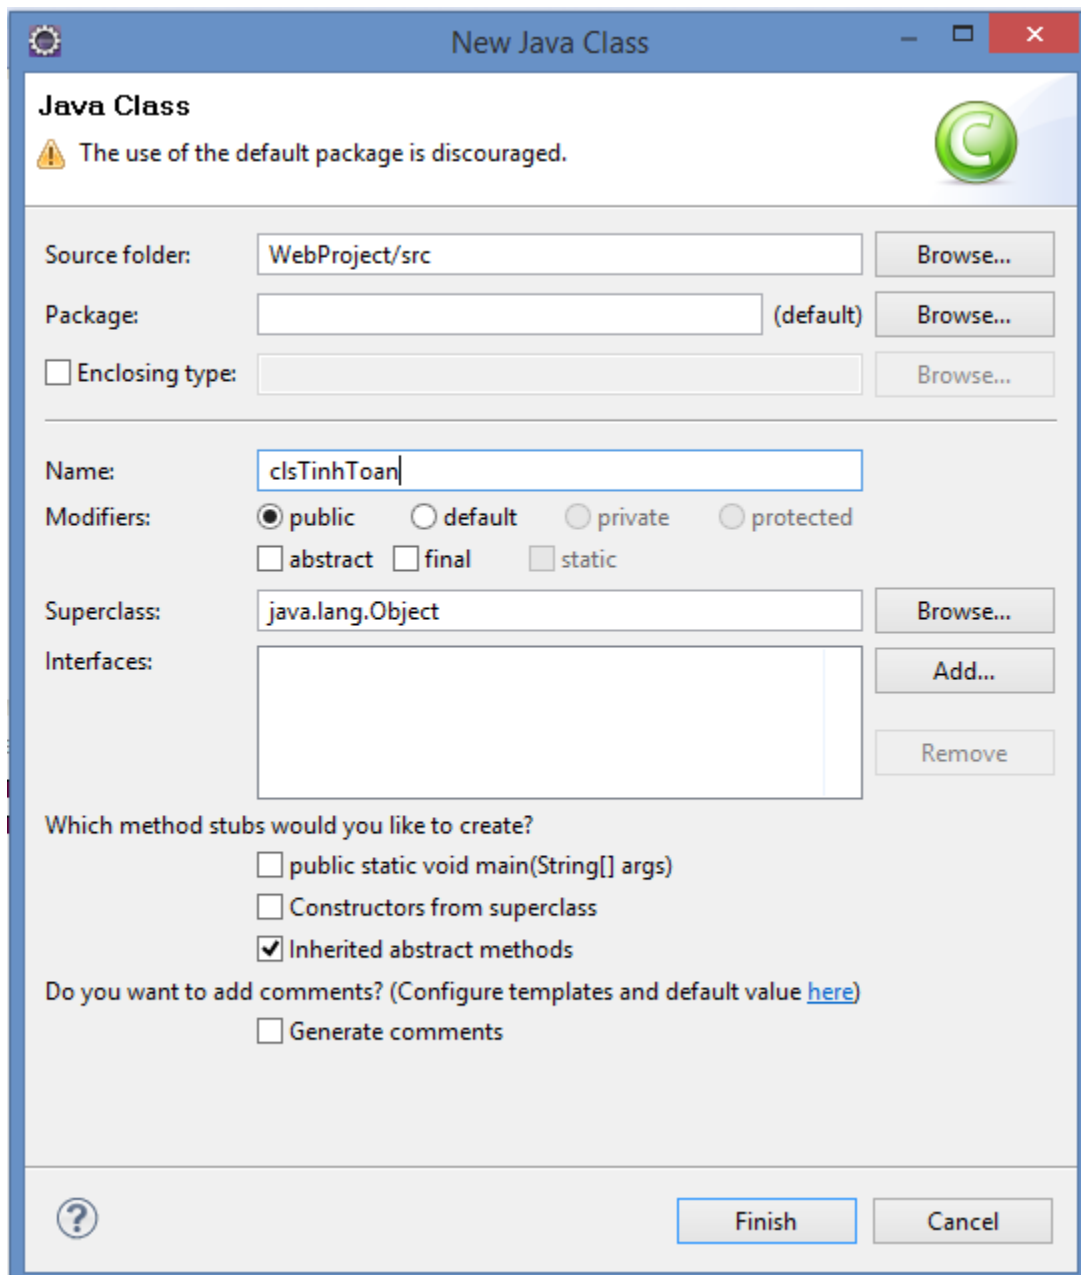 New Java Class
Java Class
The use of the default package is discouraged.
C
Source folder: WebProject/src Browse...
Package: (default) Browse...
Enclosing type: Browse...
Name: clsTinhToan
Modifiers: public default private protected
abstract final static
Superclass: java.lang.Object Browse...
Interfaces: Add...
Remove
Which method stubs would you like to create?
public static void main(String[] args)
Constructors from superclass
Inherited abstract methods
Do you want to add comments? (Configure templates and default value here)
Generate comments
? Finish Cancel